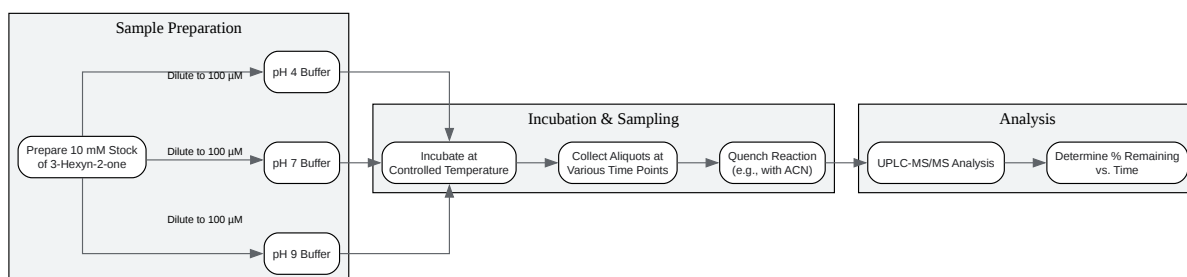 Sample Preparation
Dilute to 100 µM
pH 4 Buffer
Prepare 10 mM Stock
of 3-Hexyn-2-one
Dilute to 100 µM
pH 7 Buffer
Dilute to 100 µM
pH 9 Buffer
Incubation & Sampling
Incubate at
Controlled Temperature
Collect Aliquots at
Various Time Points
Quench Reaction
(e.g., with ACN)
Analysis
UPLC-MS/MS Analysis
Determine % Remaining
vs. Time